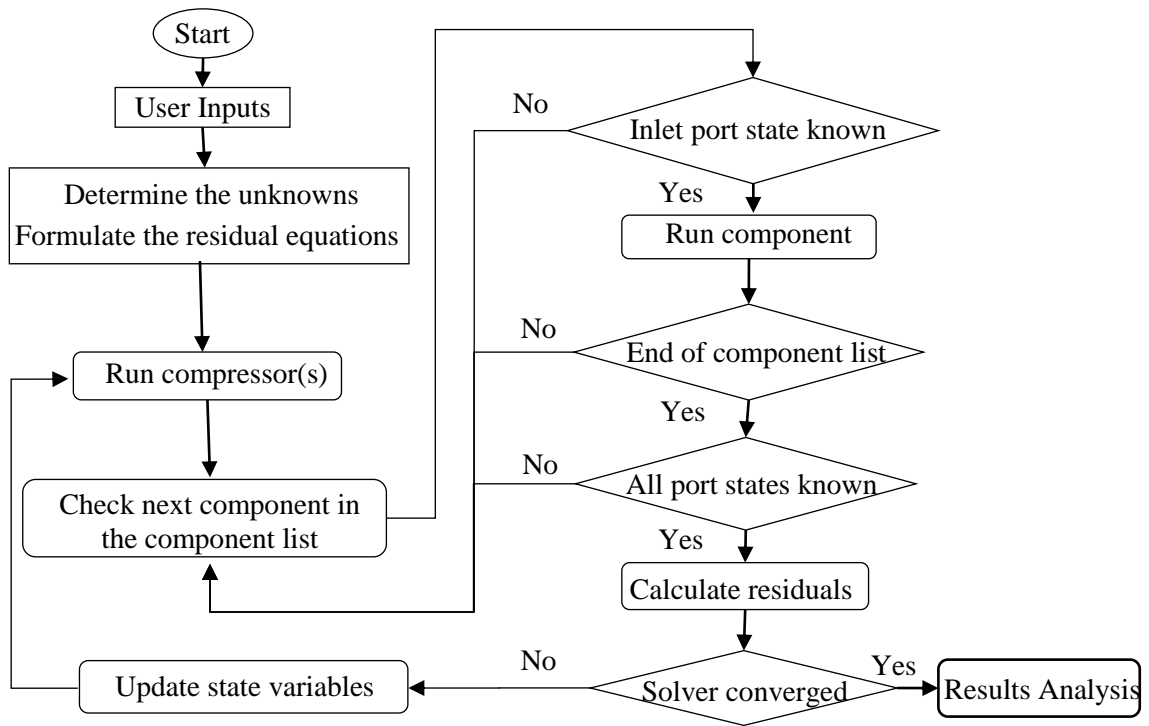 Start
User Inputs
Determine the unknowns
Formulate the residual equations
Run compressor(s)
Check next component in
the component list
No
Inlet port state known
Yes
Run component
No
End of component list
Yes
No
All port states known
Yes
Calculate residuals
No
Solver converged
Yes
Results Analysis
Update state variables